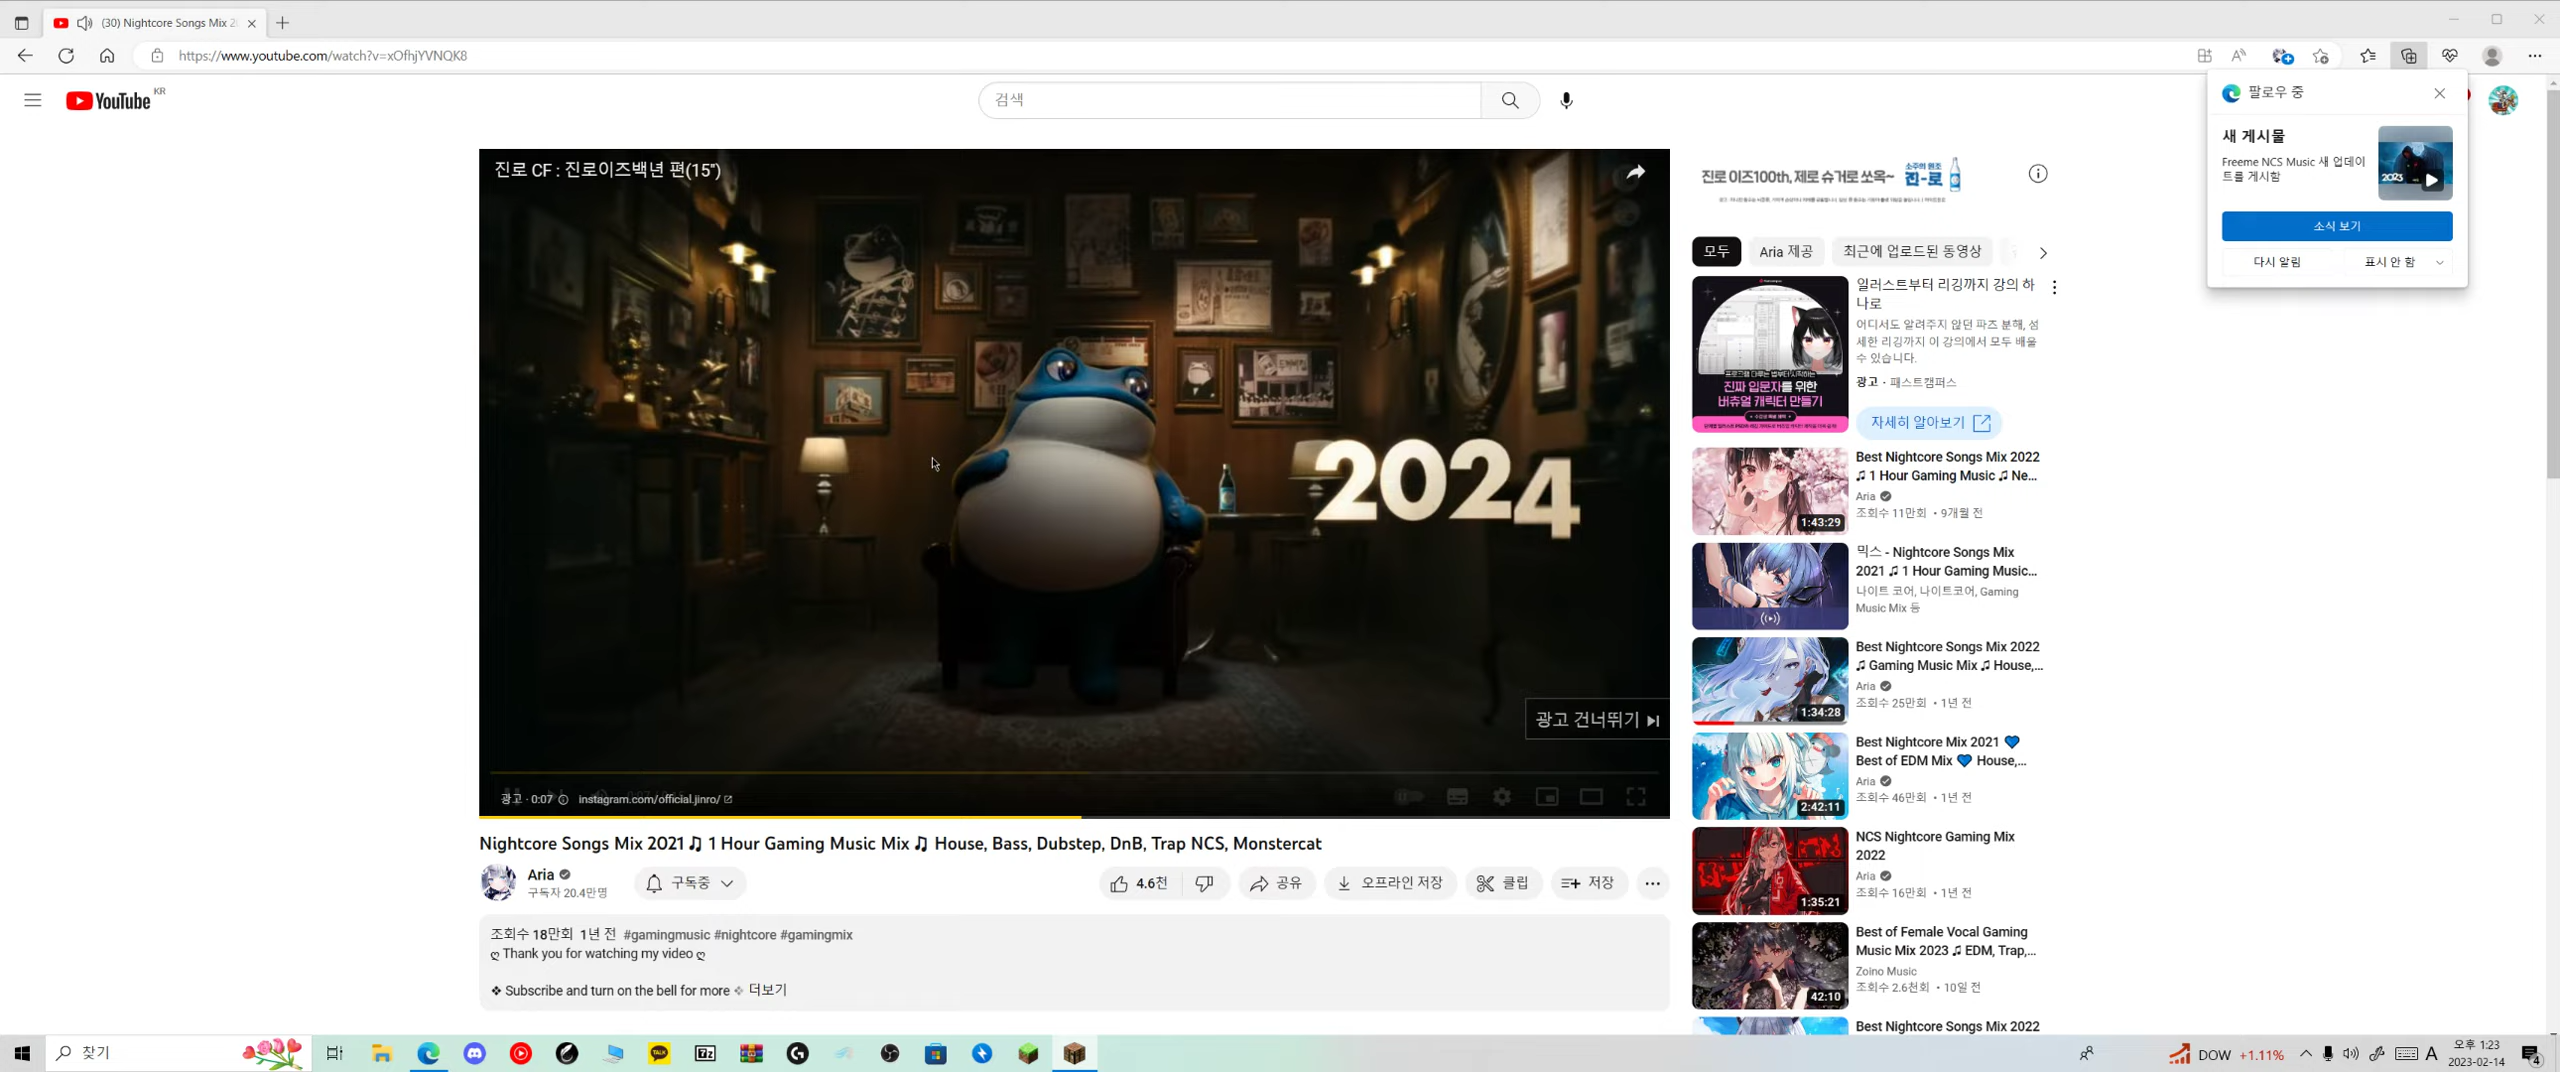 (30) Nightcore Songs Mix 2
https://www.youtube.com/watch?v=xOfhjYVNQK8
YouTube KR
검색
팔로우 중
새 게시물
Freeme NCS Music 새 업데이
트를 게시함
2023
소식 보기
다시 알림
표시 안 함
진로 CF : 진로이즈백년 편(15")
2024
광고 건너뛰기
광고 · 0:07
instagram.com/official.jinro/
진로 이즈100th, 제로 슈거로 쏘옥~
소주의 원조
진-로
모두
Aria 제공
최근에 업로드된 동영상
일러스트부터 리깅까지 강의 하
나로
어디서도 알려주지 않던 파즈 분해, 섬
세한 리깅까지 이 강의에서 모두 배울
수 있습니다.
광고 · 패스트캠퍼스
자세히 알아보기
진짜 입문자를 위한
버츄얼 캐릭터 만들기
Best Nightcore Songs Mix 2022
♫ 1 Hour Gaming Music ♫ Ne...
Aria
조회수 11만회 • 9개월 전
1:43:29
믹스 - Nightcore Songs Mix
2021 ♫ 1 Hour Gaming Music...
나이트 코어, 나이트코어, Gaming
Music Mix 등
Best Nightcore Songs Mix 2022
♫ Gaming Music Mix ♫ House,...
Aria
조회수 25만회 • 1년 전
1:34:28
Best Nightcore Mix 2021 💙
Best of EDM Mix 💙 House,...
Aria
조회수 46만회 • 1년 전
2:42:11
NCS Nightcore Gaming Mix
2022
Aria
조회수 16만회 • 1년 전
1:35:21
Best of Female Vocal Gaming
Music Mix 2023 ♫ EDM, Trap,...
Zoino Music
조회수 2.6천회 • 10일 전
42:10
Best Nightcore Songs Mix 2022
Nightcore Songs Mix 2021 ♫ 1 Hour Gaming Music Mix ♫ House, Bass, Dubstep, DnB, Trap NCS, Monstercat
Aria
구독자 20.4만명
구독중
4.6천
공유
오프라인 저장
클립
저장
조회수 18만회 1년 전 #gamingmusic #nightcore #gamingmix
ღ Thank you for watching my video ღ
❖ Subscribe and turn on the bell for more ❖ 더보기
찾기
TALK
7z
DOW +1.11%
A
오후 1:23
2023-02-14
4